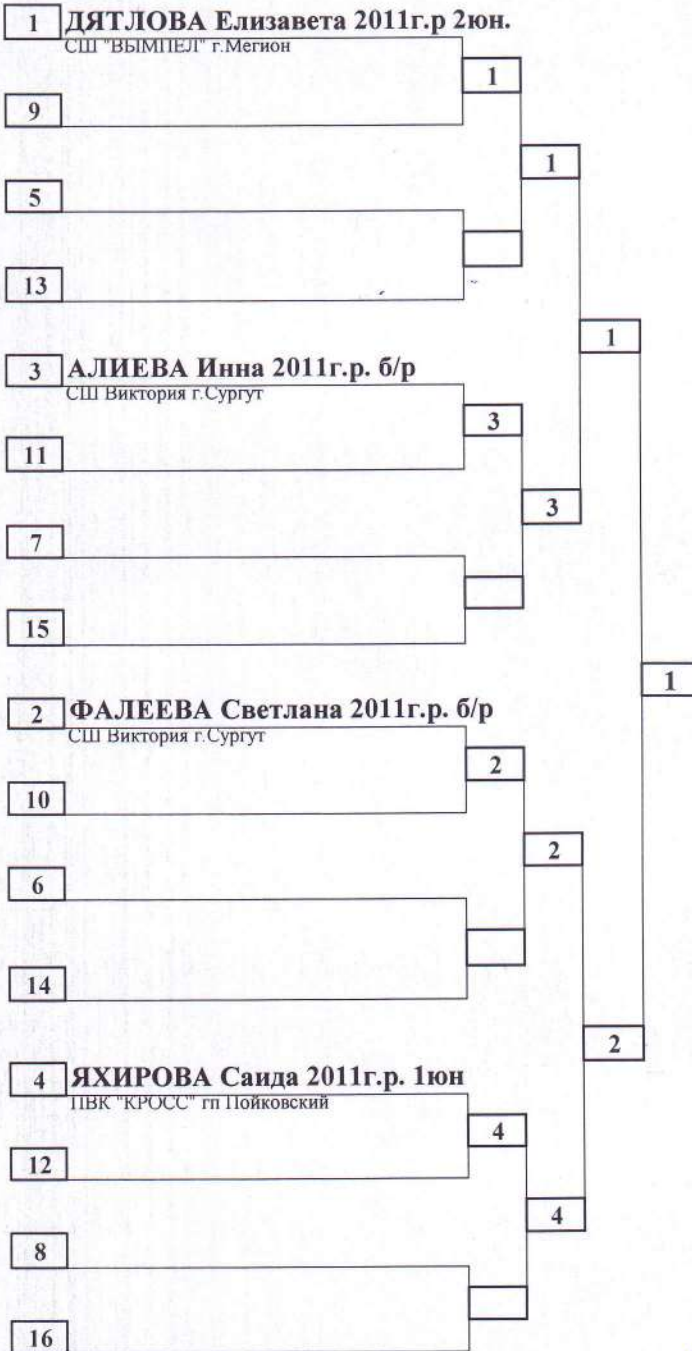 1 ДЯТЛОВА Елизавета 2011г.р 2юн.
СШ "ВЫМПЕЛ" г.Мегион
1
9
1
5
13
1
3 АЛИЕВА Инна 2011г.р. б/р
СШ Виктория г.Сургут
3
11
3
7
15
1
2 ФАЛЕЕВА Светлана 2011г.р. б/р
СШ Виктория г.Сургут
2
10
2
6
14
2
4 ЯХИРОВА Саида 2011г.р. 1юн
ПВК "КРОСС" гп Пойковский
4
12
4
8
16